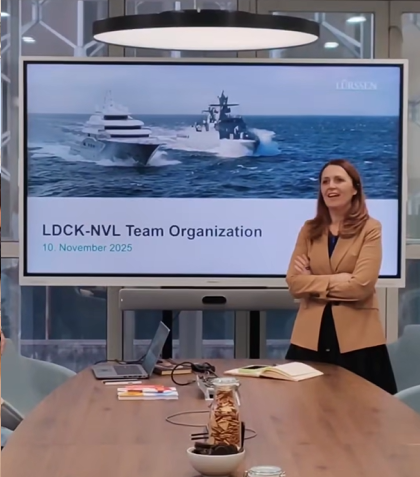 LÜRSSEN
LDCK-NVL Team Organization
10. November 2025